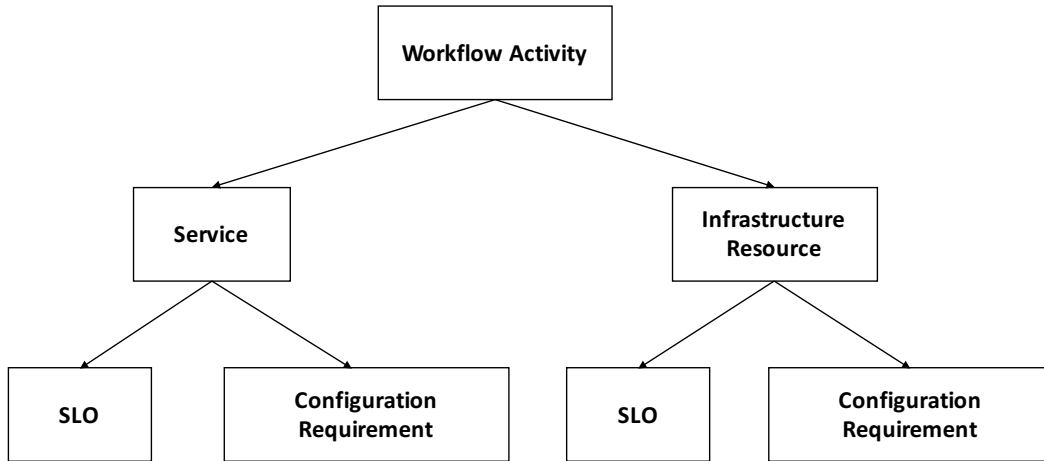 Workflow Activity
Service
Infrastructure
Resource
SLO
Configuration
Requirement
SLO
Configuration
Requirement